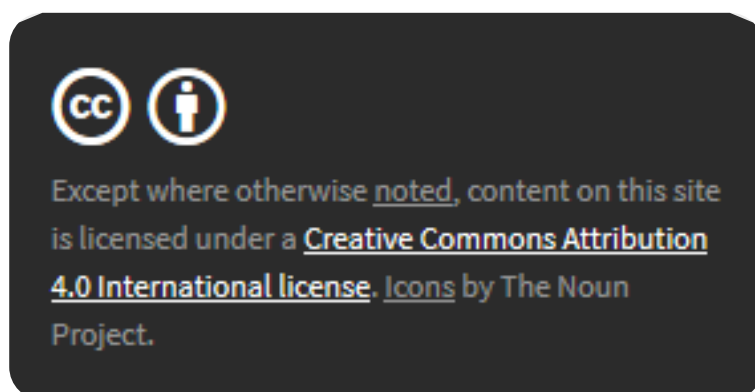 cc
Except where otherwise noted, content on this site
is licensed under a Creative Commons Attribution
4.0 International license. Icons by The Noun
Project.